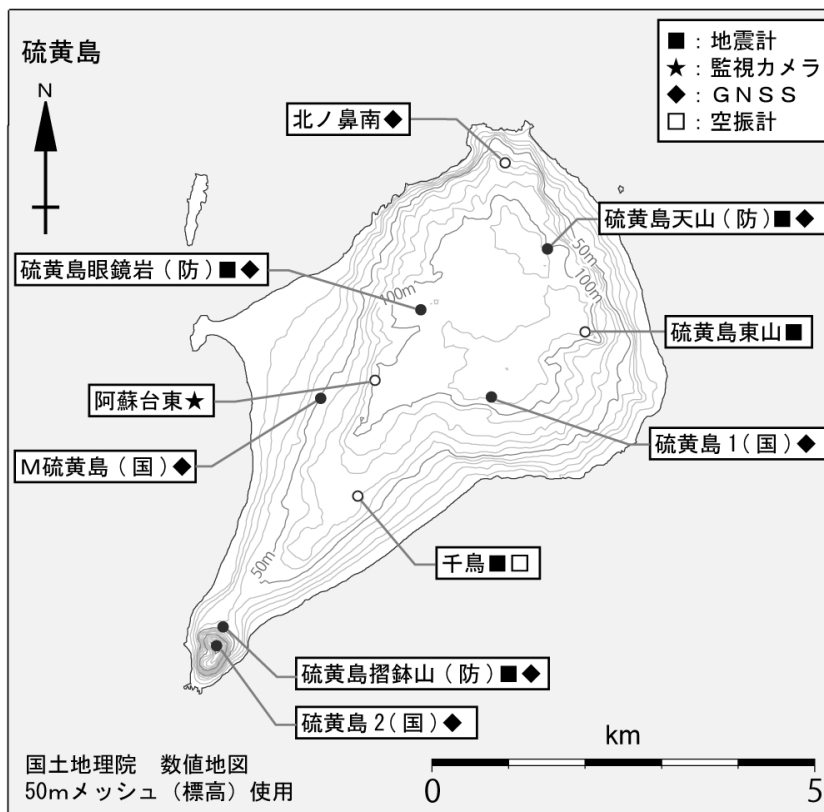 硫黄島
■：地震計
★：監視カメラ
◆：ＧＮＳＳ
□：空振計
N
北ノ鼻南◆
硫黄島天山(防)■◆
50m
硫黄島眼鏡岩(防)■◆
100m
100m
硫黄島東山■
阿蘇台東★
硫黄島1(国)◆
M硫黄島(国)◆
千鳥■□
50m
硫黄島摺鉢山(防)■◆
硫黄島2(国)◆
km
国土地理院　数値地図
50mメッシュ（標高）使用
0
5